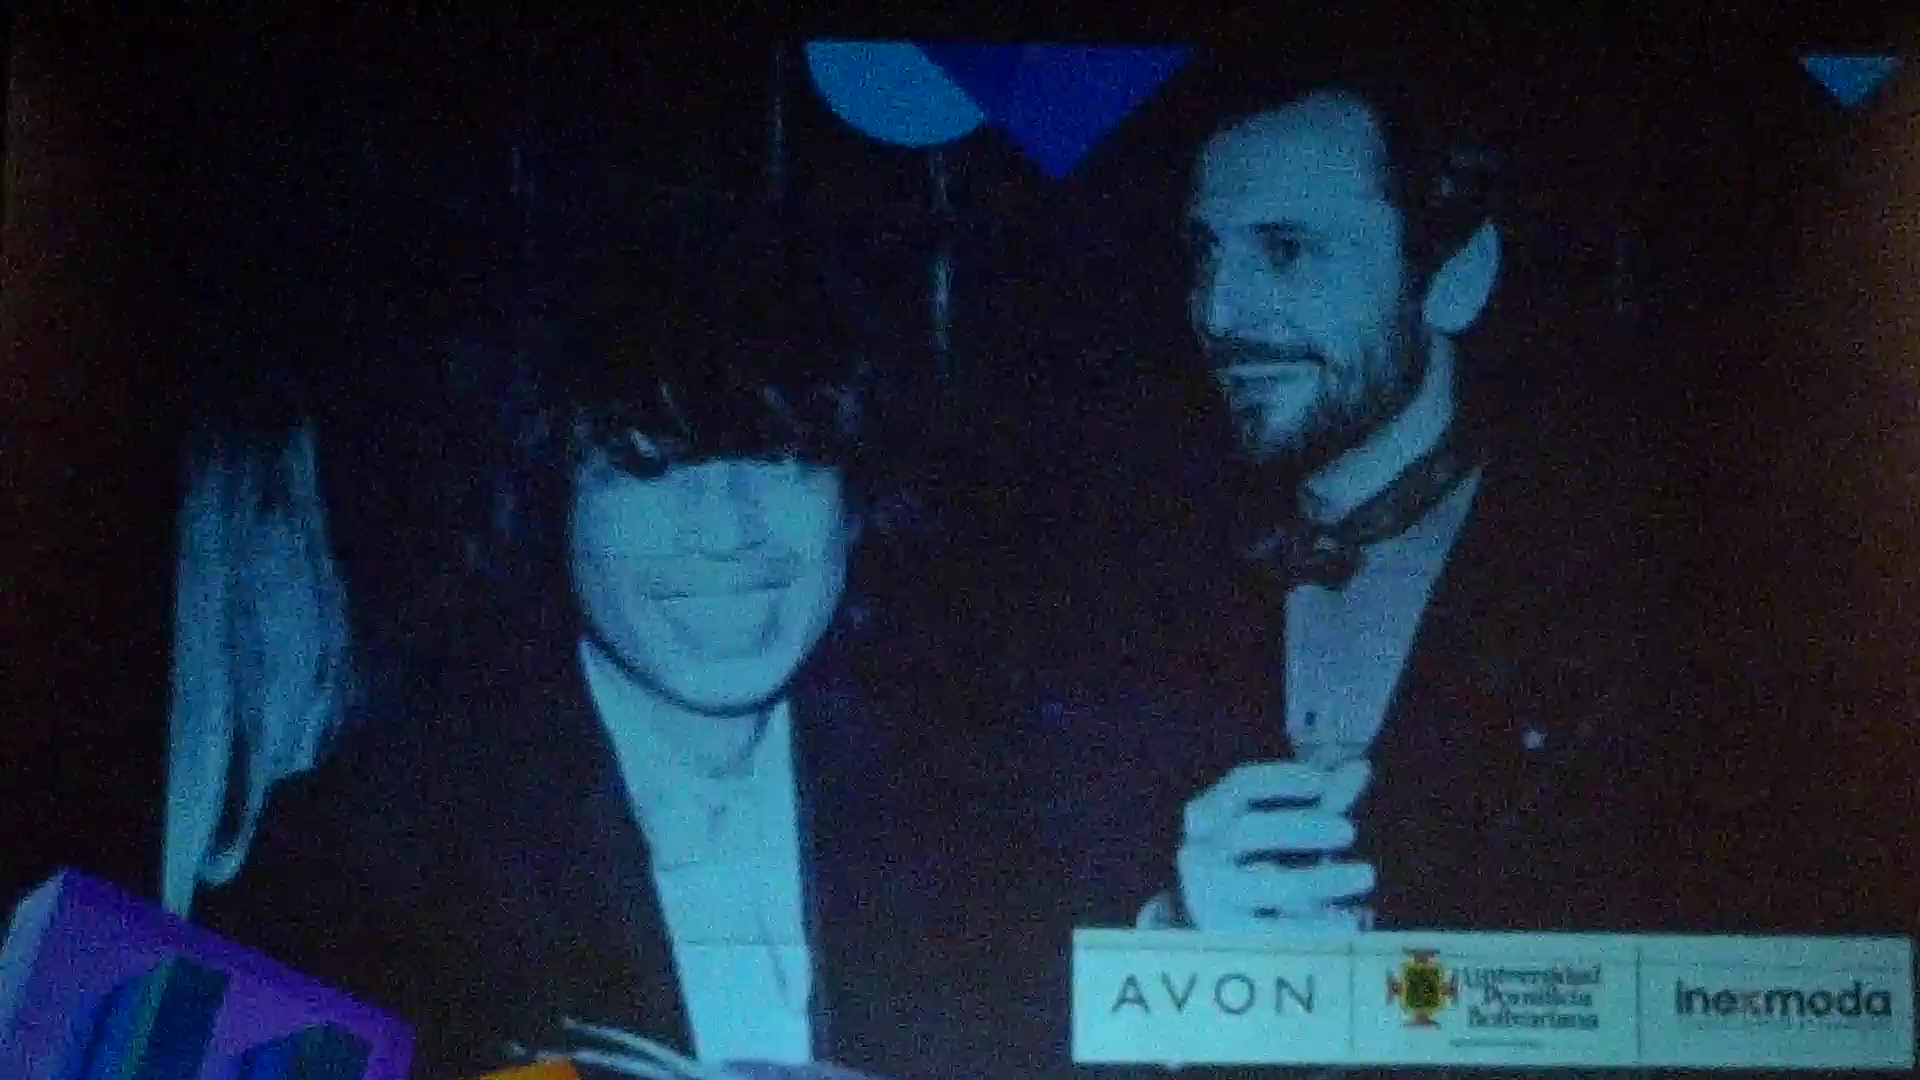 AVON
Universidad
Pontificia
Bolivariana
inexmoda